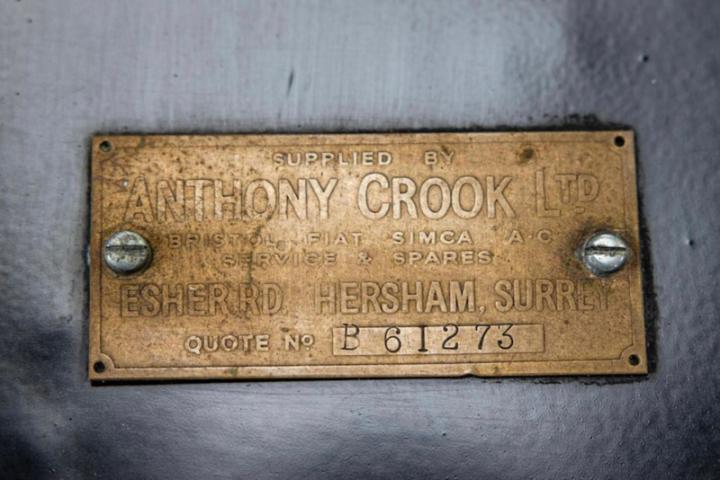 SUPPLIED BY
ANTHONY CROOK LTD
BRISTOL, FIAT SIMCA A·C
SERVICE & SPARES
ESHER RD. HERSHAM, SURREY
QUOTE Nº B 61273